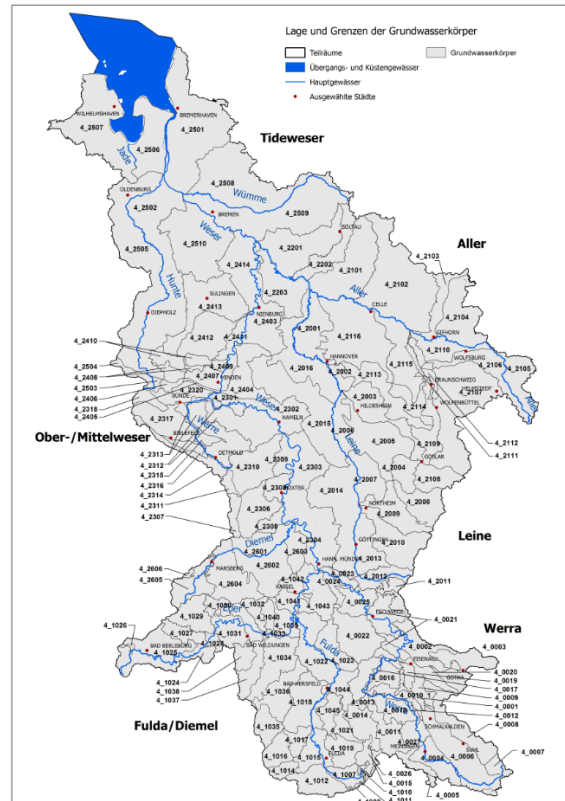 Lage und Grenzen der Grundwasserkörper
Teilräume
Grundwasserkörper
Übergangs- und Küstengewässer
Hauptgewässer
Ausgewählte Städte
WILHELMSHAVEN
4_2507
BREMERHAVEN
4_2501
Jade
4_2506
Tideweser
OLDENBURG
4_2502
4_2508
Wümme
BREMEN
4_2509
Weser
SOLTAU
4_2505
4_2510
4_2201
4_2202
4_2101
Aller
4_2103
4_2414
4_2102
Hunte
4_2203
Aller
4_2104
SULINGEN
4_2413
CELLE
DIEPHOLZ
NIENBURG
4_2403
GIFHORN
4_2001
4_2110
4_2412
4_2401
4_2116
WOLFSBURG
4_2410
4_2106
4_2105
4_2504
4_2409
4_2016
HANNOVER
4_2002
4_2115
BRAUNSCHWEIG
4_2408
4_2407
MINDEN
4_2113
HELMSTEDT
4_2107
4_2503
4_2404
Aller
4_2406
4_2320
Weser
4_2003
4_2318
BÜNDE
4_2301
4_2302
HILDESHEIM
4_2114
WOLFENBÜTTEL
4_2405
4_2317
HAMELN
4_2015
4_2006
4_2112
Werre
Leine
4_2111
Ober-/Mittelweser
BIELEFELD
4_2005
4_2109
4_2313
4_2312
DETMOLD
4_2309
GOSLAR
4_2315
4_2310
4_2303
4_2004
4_2316
4_2007
4_2108
4_2314
4_2014
4_2308
HÖXTER
4_2008
4_2311
4_2306
NORTHEIM
4_2009
4_2307
4_2305
Leine
Diemel
4_2304
GÖTTINGEN
4_2010
4_2601
4_2603
4_2013
4_2606
MARSBERG
4_2602
HANN. MÜNDEN
4_2012
4_2011
4_2605
4_2604
4_1042
4_0024
4_0023
KASSEL
4_1041
4_1043
4_0025
4_1032
4_1029
Eder
4_1040
ESCHWEGE
4_0021
4_1026
4_1027
4_1031
4_1033
4_0022
Werra
BAD BERLEBURG
4_1025
BAD WILDUNGEN
Fulda
4_0002
4_0003
4_1034
4_1022
4_1023
EISENACH
4_0020
4_1024
4_0019
4_1038
4_0016
GOTHA
4_0017
4_1037
4_1036
BAD HERSFELD
4_1044
4_0009
4_1018
4_0013
Werra
4_0001
4_1045
4_0014
4_0012
Fulda/Diemel
SCHMALKALDEN
4_0008
4_1035
4_1021
4_0011
4_1017
4_1019
SUHL
4_0007
4_1016
4_1015
FULDA
MEININGEN
4_0004
4_0006
4_1014
4_1012
4_1007
4_0026
4_0015
4_0005
4_1010
4_1011